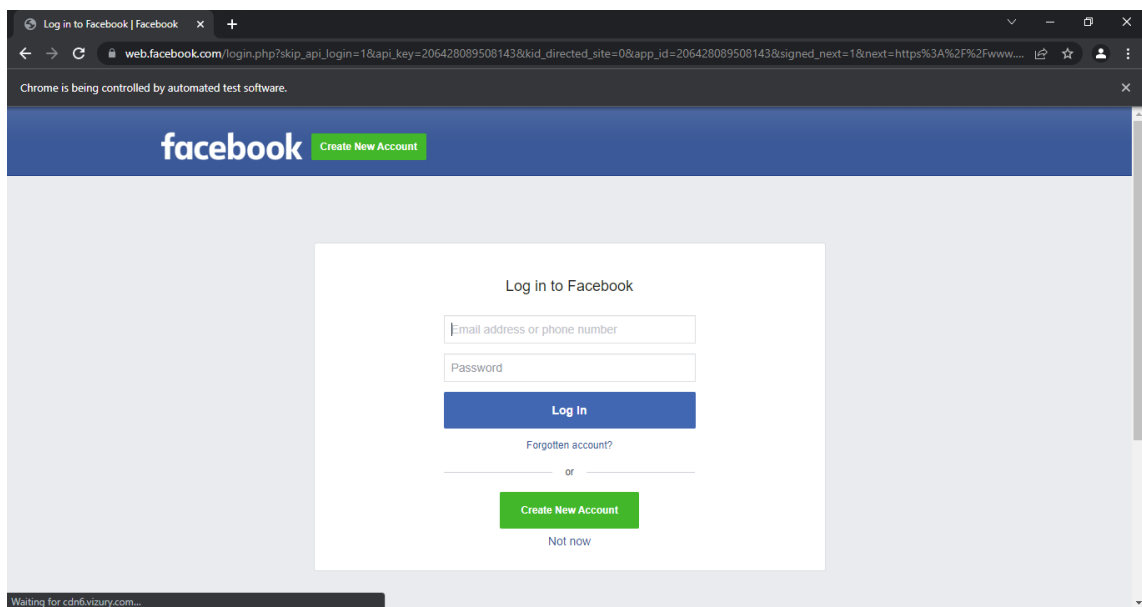 Log in to Facebook | Facebook
web.facebook.com/login.php?skip_api_login=1&api_key=206428089508143&kid_directed_site=0&app_id=206428089508143&signed_next=1&next=https%3A%2F%2Fwww....
Chrome is being controlled by automated test software.
facebook Create New Account
Log in to Facebook
Email address or phone number
Password
Log In
Forgotten account?
or
Create New Account
Not now
Waiting for cdn6.vizury.com...